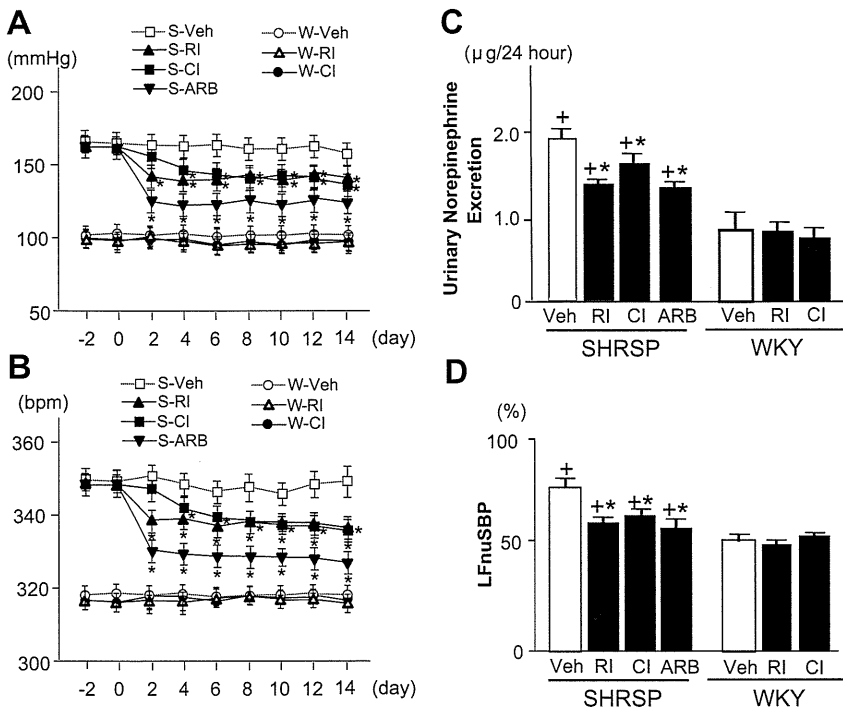 A
(mmHg)
S-Veh
S-RI
S-CI
S-ARB
W-Veh
W-RI
W-CI
200
150
100
50
-2 0 2 4 6 8 10 12 14 (day)
B
(bpm)
S-Veh
S-RI
S-CI
S-ARB
W-Veh
W-RI
W-CI
360
340
320
300
-2 0 2 4 6 8 10 12 14 (day)
C
(μg/24 hour)
Urinary Norepinephrine
Excretion
2.0
1.0
0
+ +* +* +*
Veh RI CI ARB Veh RI CI
SHRSP WKY
D
(%)
LFnuSBP
100
50
0
+ +* +* +*
Veh RI CI ARB Veh RI CI
SHRSP WKY